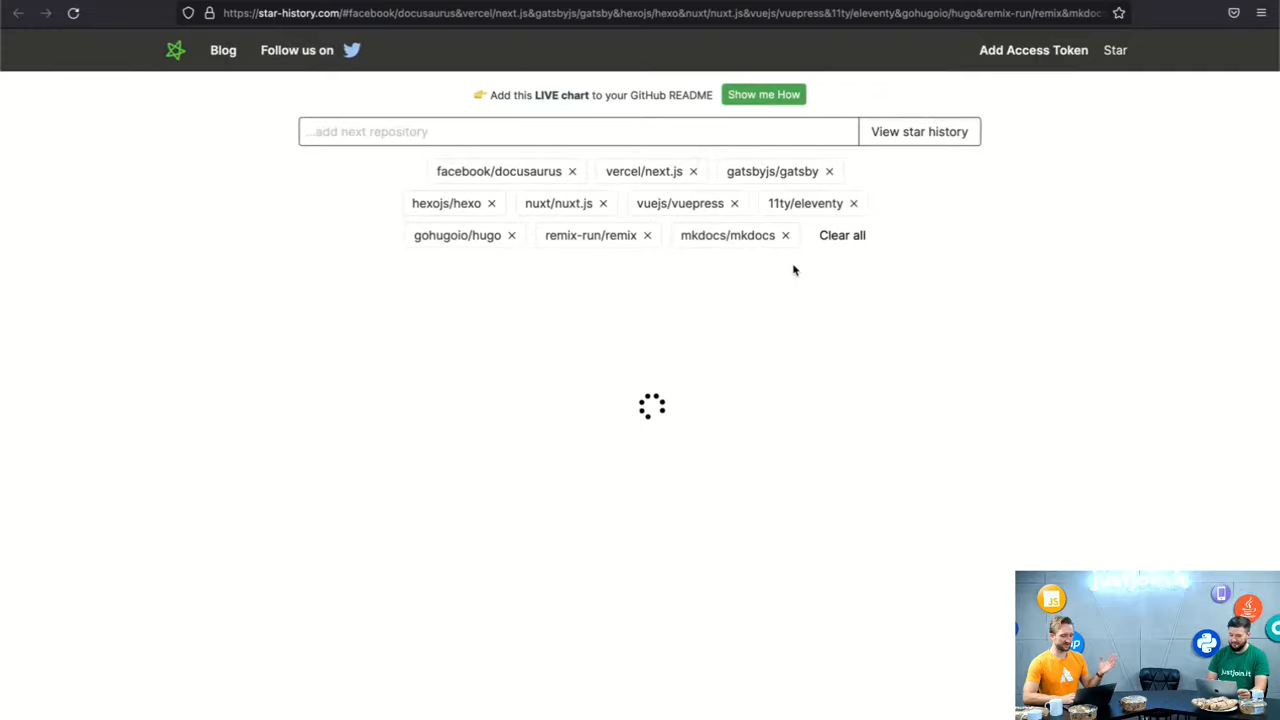 https://star-history.com/#facebook/docusaurus&vercel/next.js&gatsbyjs/gatsby&hexojs/hexo&nuxt/nuxt.js&vuejs/vuepress&11ty/eleventy&gohugoio/hugo&remix-run/remix&mkdoc
Blog
Follow us on
Add Access Token
Star
👉 Add this LIVE chart to your GitHub README
Show me How
...add next repository
View star history
facebook/docusaurus ×
vercel/next.js ×
gatsbyjs/gatsby ×
hexojs/hexo ×
nuxt/nuxt.js ×
vuejs/vuepress ×
11ty/eleventy ×
gohugoio/hugo ×
remix-run/remix ×
mkdocs/mkdocs ×
Clear all
JS
justjoin.it